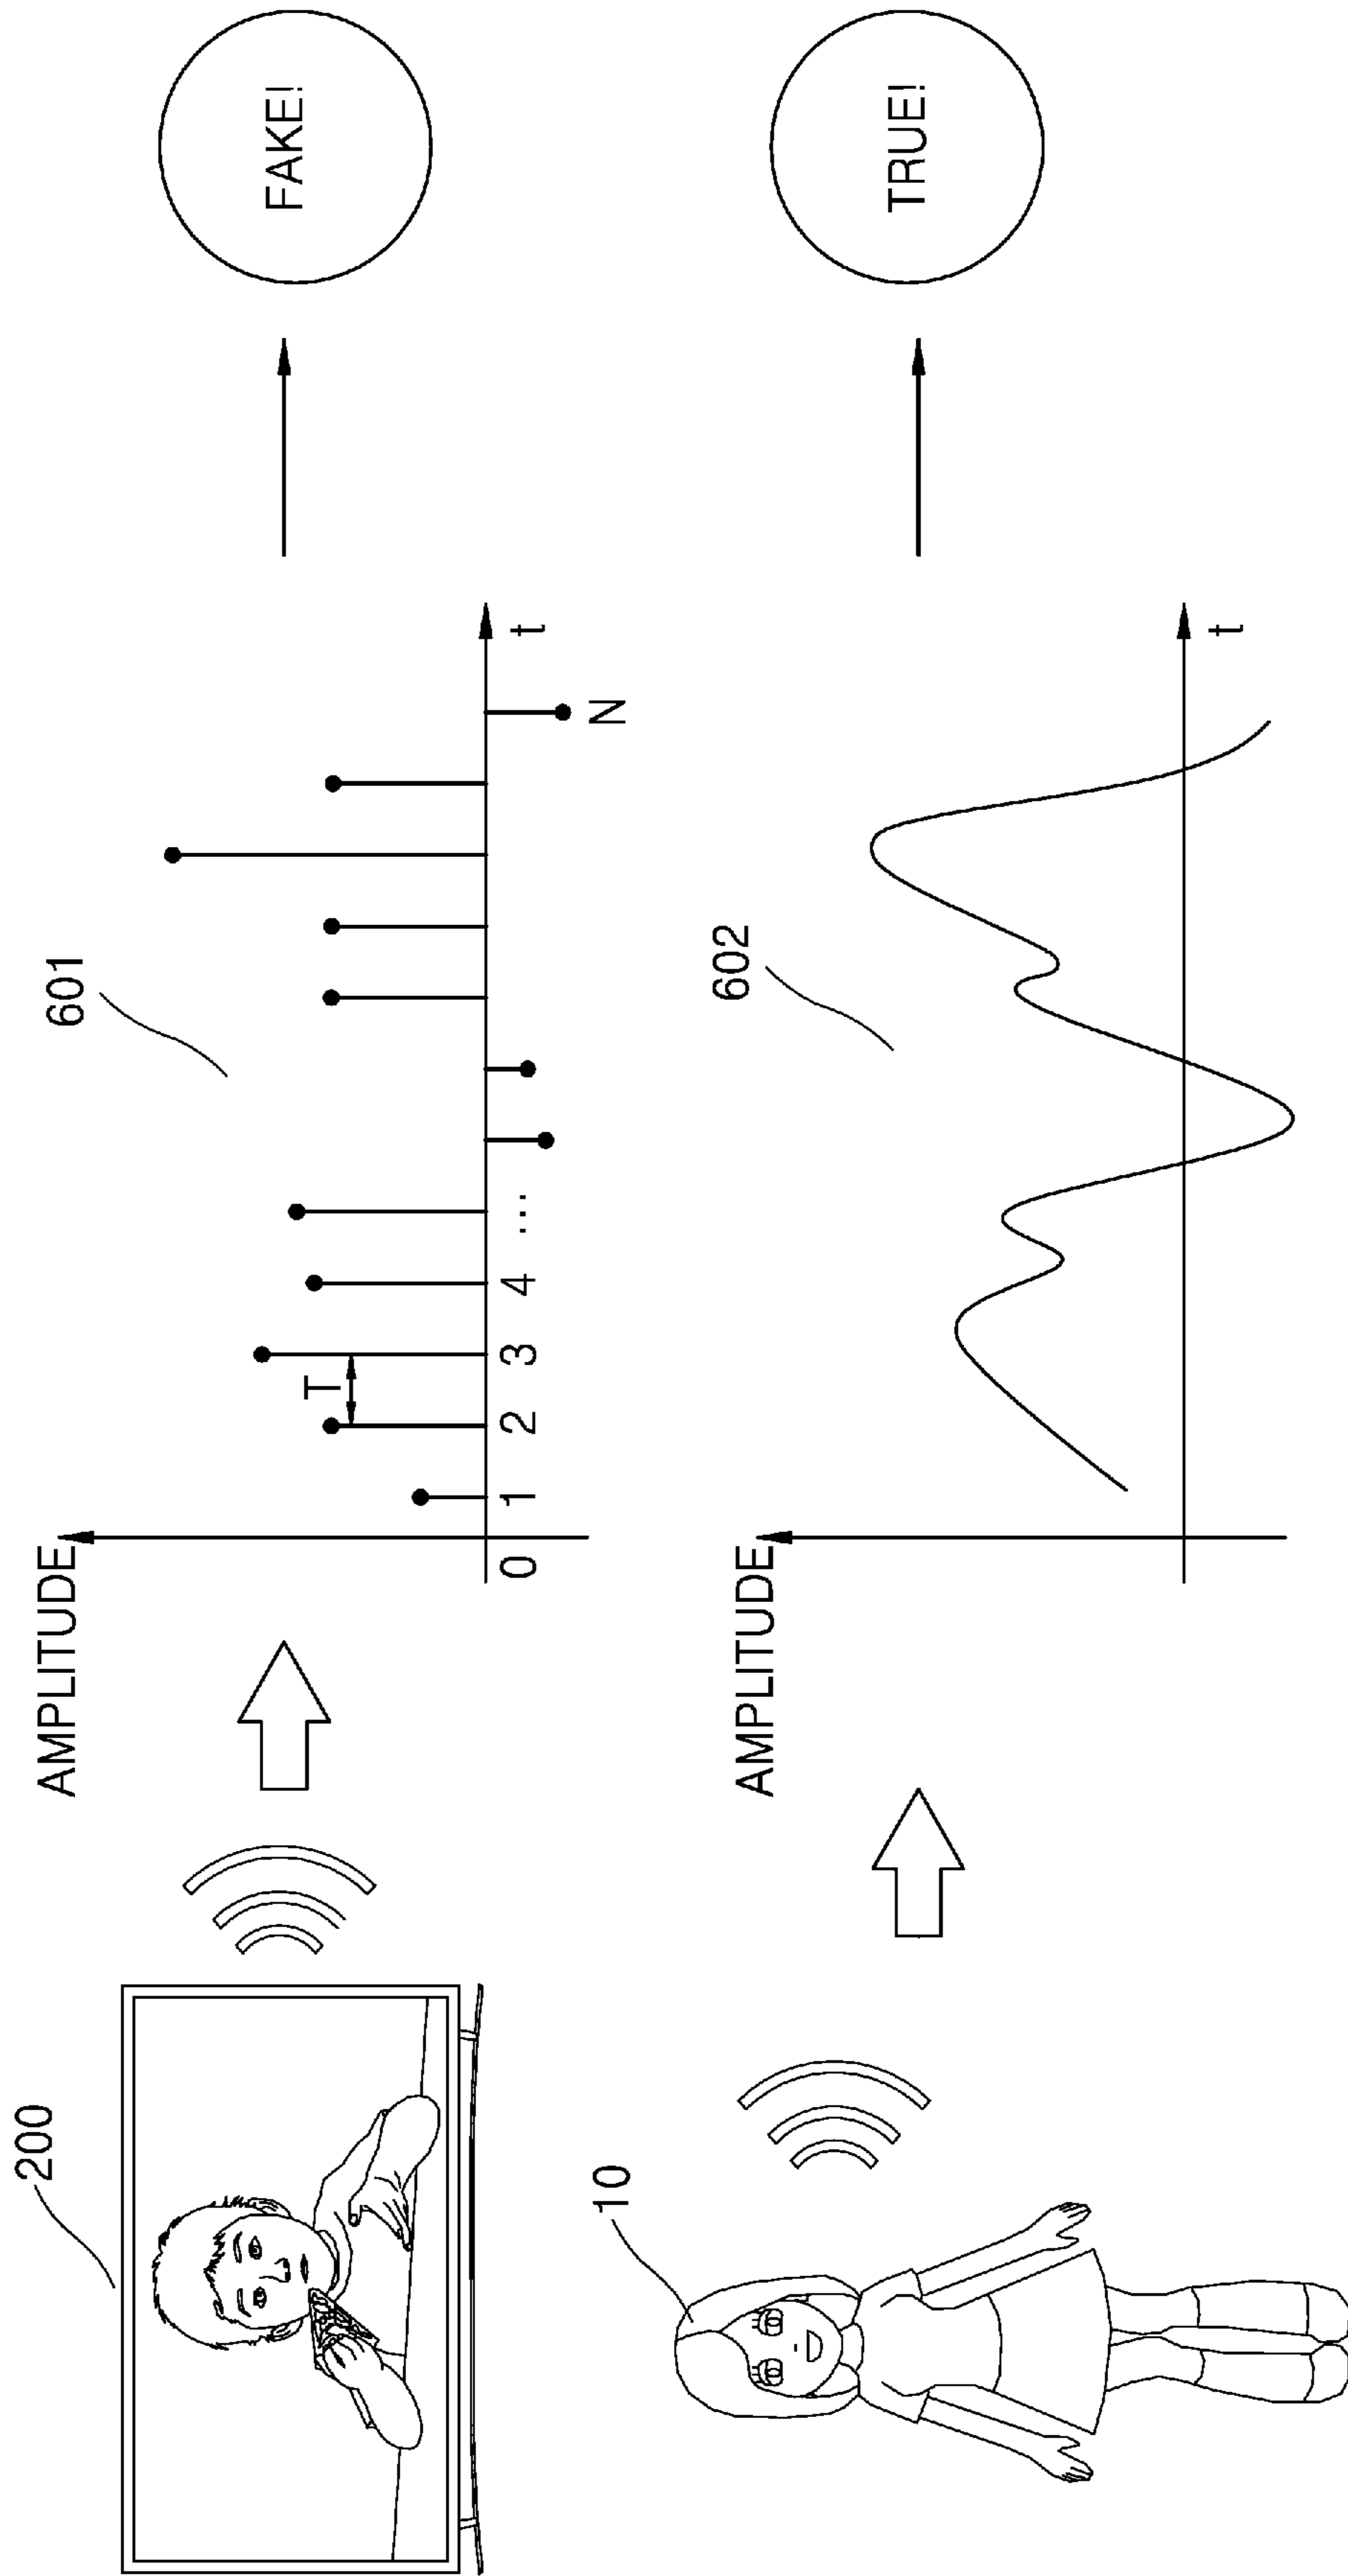 200
AMPLITUDE
601
T
0 1 2 3 4 ... N
t
FAKE!
10
AMPLITUDE
602
t
TRUE!